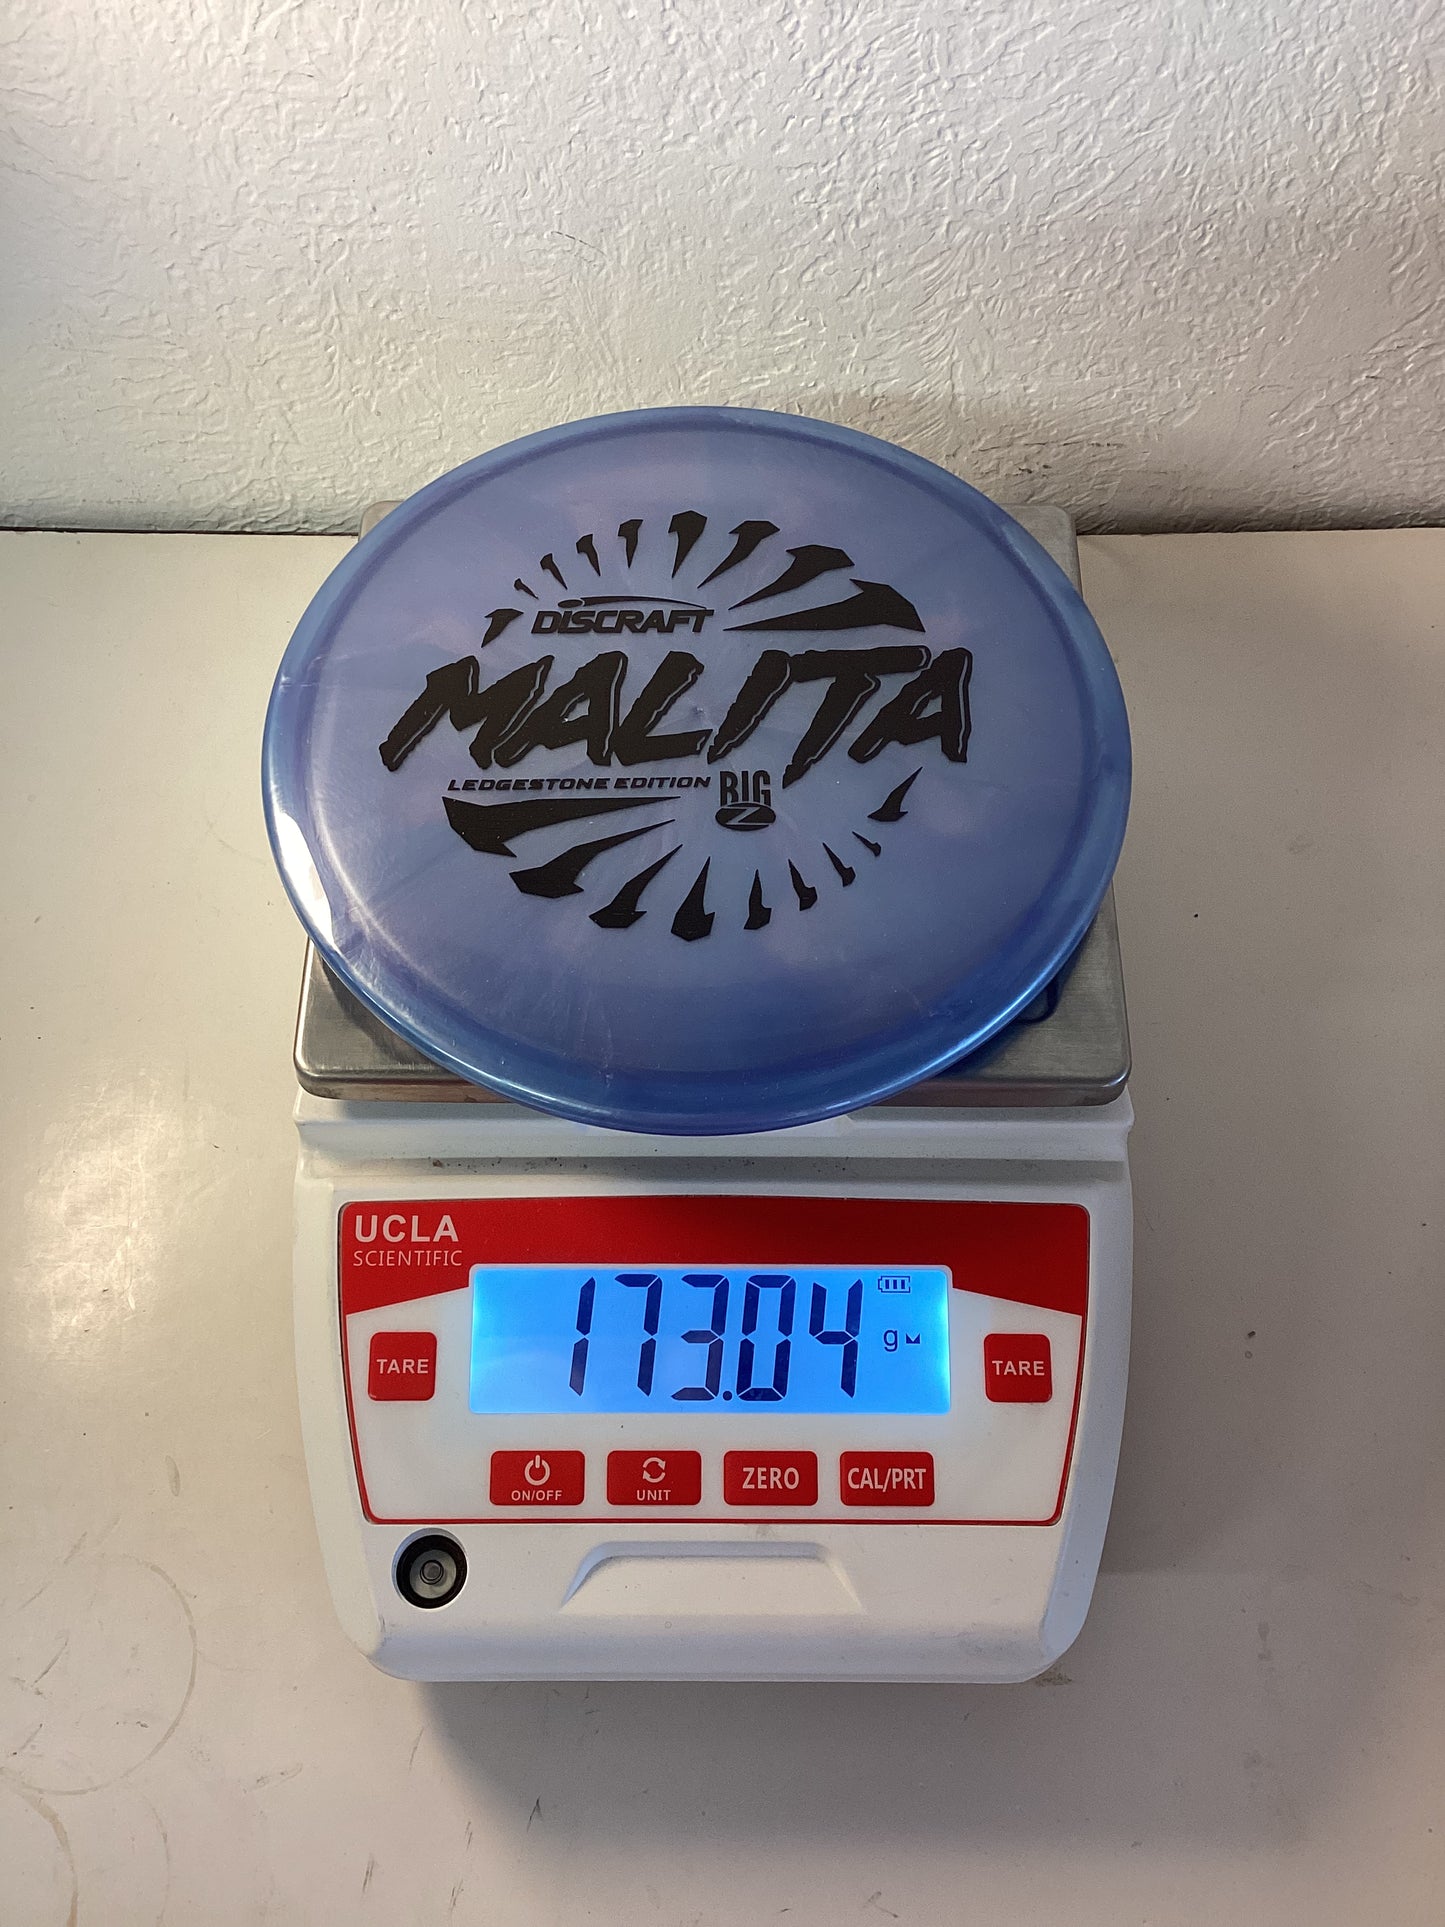 DISCRAFT
MALITA
LEDGESTONE EDITION BIG
Z
UCLA
SCIENTIFIC
173.04
g
TARE
TARE
ON/OFF
UNIT
ZERO
CAL/PRT